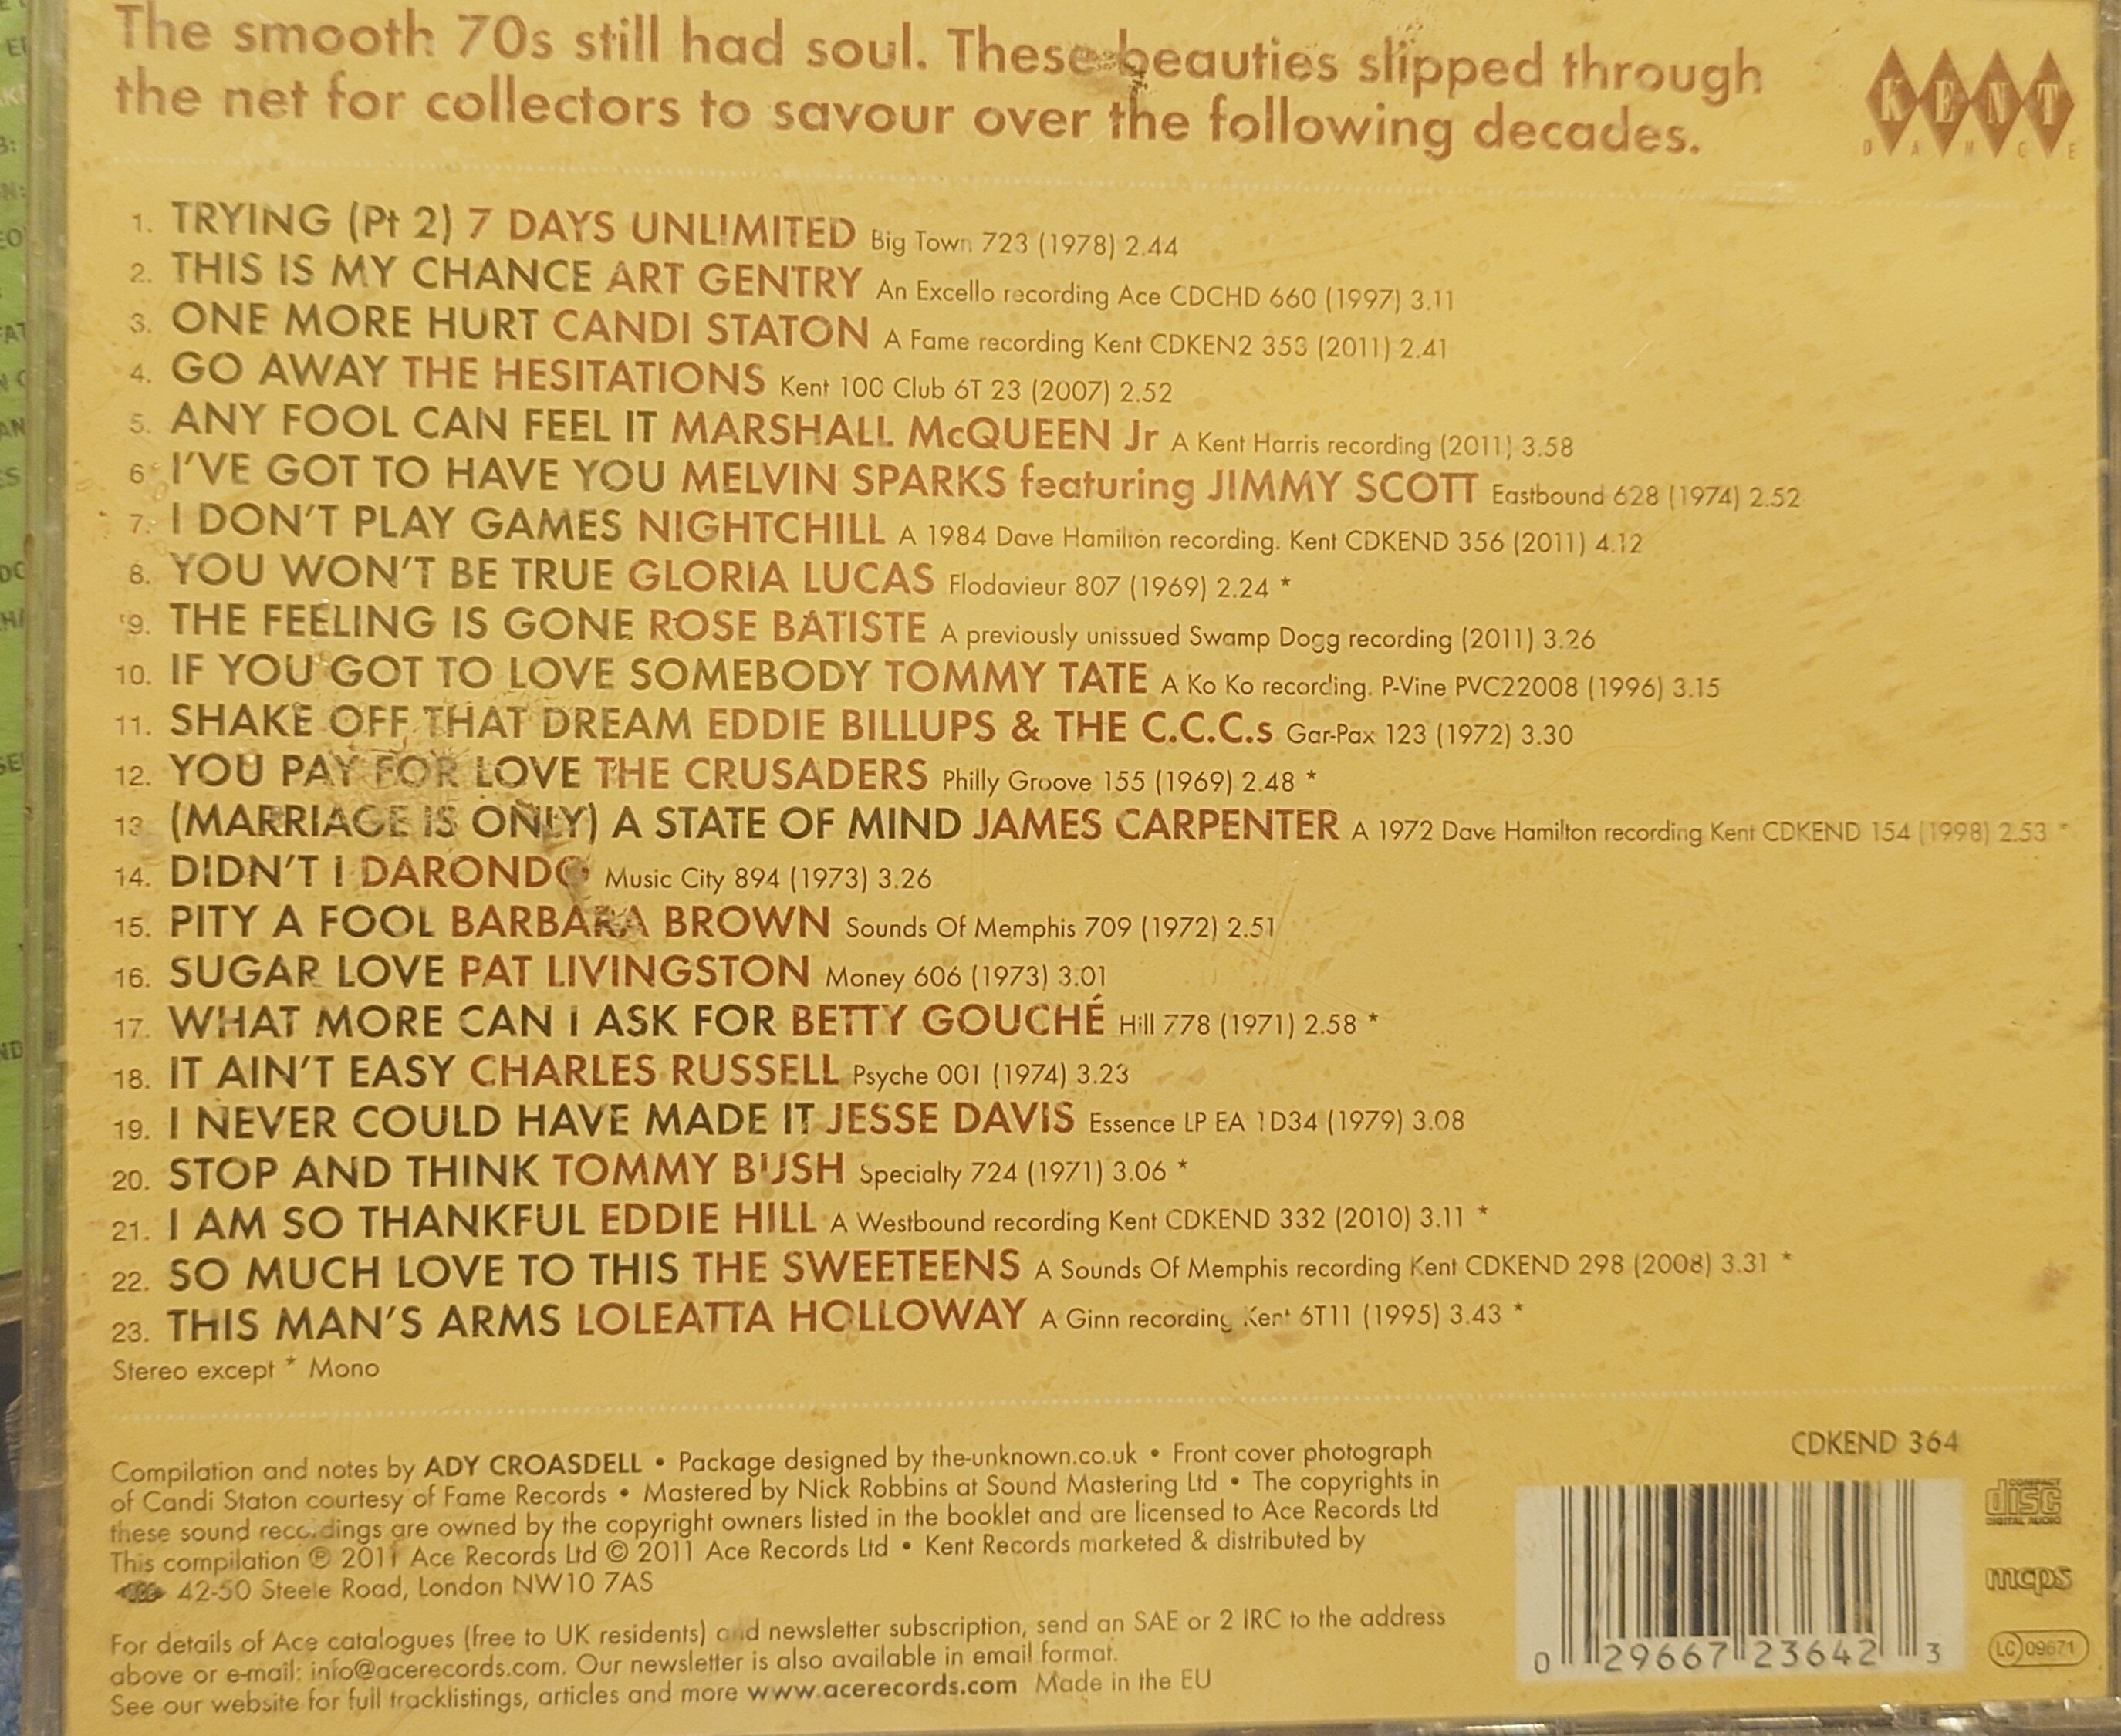 The smooth 70s still had soul. These beauties slipped through
the net for collectors to savour over the following decades.
KENT
DANCE
1. TRYING (Pt 2) 7 DAYS UNLIMITED Big Town 723 (1978) 2.44
2. THIS IS MY CHANCE ART GENTRY An Excello recording Ace CDCHD 660 (1997) 3.11
3. ONE MORE HURT CANDI STATON A Fame recording Kent CDKEN2 353 (2011) 2.41
4. GO AWAY THE HESITATIONS Kent 100 Club 6T 23 (2007) 2.52
5. ANY FOOL CAN FEEL IT MARSHALL McQUEEN Jr A Kent Harris recording (2011) 3.58
6. I'VE GOT TO HAVE YOU MELVIN SPARKS featuring JIMMY SCOTT Eastbound 628 (1974) 2.52
7. I DON'T PLAY GAMES NIGHTCHILL A 1984 Dave Hamilton recording. Kent CDKEND 356 (2011) 4.12
8. YOU WON'T BE TRUE GLORIA LUCAS Flodavieur 807 (1969) 2.24 *
9. THE FEELING IS GONE ROSE BATISTE A previously unissued Swamp Dogg recording (2011) 3.26
10. IF YOU GOT TO LOVE SOMEBODY TOMMY TATE A Ko Ko recording. P-Vine PVC22008 (1996) 3.15
11. SHAKE OFF THAT DREAM EDDIE BILLUPS & THE C.C.C.s Gar-Pax 123 (1972) 3.30
12. YOU PAY FOR LOVE THE CRUSADERS Philly Groove 155 (1969) 2.48 *
13. (MARRIAGE IS ONLY) A STATE OF MIND JAMES CARPENTER A 1972 Dave Hamilton recording Kent CDKEND 154 (1998) 2.53 *
14. DIDN'T I DARONDO Music City 894 (1973) 3.26
15. PITY A FOOL BARBARA BROWN Sounds Of Memphis 709 (1972) 2.51
16. SUGAR LOVE PAT LIVINGSTON Money 606 (1973) 3.01
17. WHAT MORE CAN I ASK FOR BETTY GOUCHÉ Hill 778 (1971) 2.58 *
18. IT AIN'T EASY CHARLES RUSSELL Psyche 001 (1974) 3.23
19. I NEVER COULD HAVE MADE IT JESSE DAVIS Essence LP EA 1D34 (1979) 3.08
20. STOP AND THINK TOMMY BUSH Specialty 724 (1971) 3.06 *
21. I AM SO THANKFUL EDDIE HILL A Westbound recording Kent CDKEND 332 (2010) 3.11 *
22. SO MUCH LOVE TO THIS THE SWEETEENS A Sounds Of Memphis recording Kent CDKEND 298 (2008) 3.31 *
23. THIS MAN'S ARMS LOLEATTA HOLLOWAY A Ginn recording Kent 6T11 (1995) 3.43 *
Stereo except * Mono
CDKEND 364
Compilation and notes by ADY CROASDELL • Package designed by the-unknown.co.uk • Front cover photograph
of Candi Staton courtesy of Fame Records • Mastered by Nick Robbins at Sound Mastering Ltd • The copyrights in
these sound recordings are owned by the copyright owners listed in the booklet and are licensed to Ace Records Ltd
This compilation ℗ 2011 Ace Records Ltd © 2011 Ace Records Ltd • Kent Records marketed & distributed by
ACE 42-50 Steele Road, London NW10 7AS
For details of Ace catalogues (free to UK residents) and newsletter subscription, send an SAE or 2 IRC to the address
above or e-mail: info@acerecords.com. Our newsletter is also available in email format.
See our website for full tracklistings, articles and more www.acerecords.com Made in the EU
COMPACT
disc
DIGITAL AUDIO
mcps
LC 09671
0 29667 23642 3